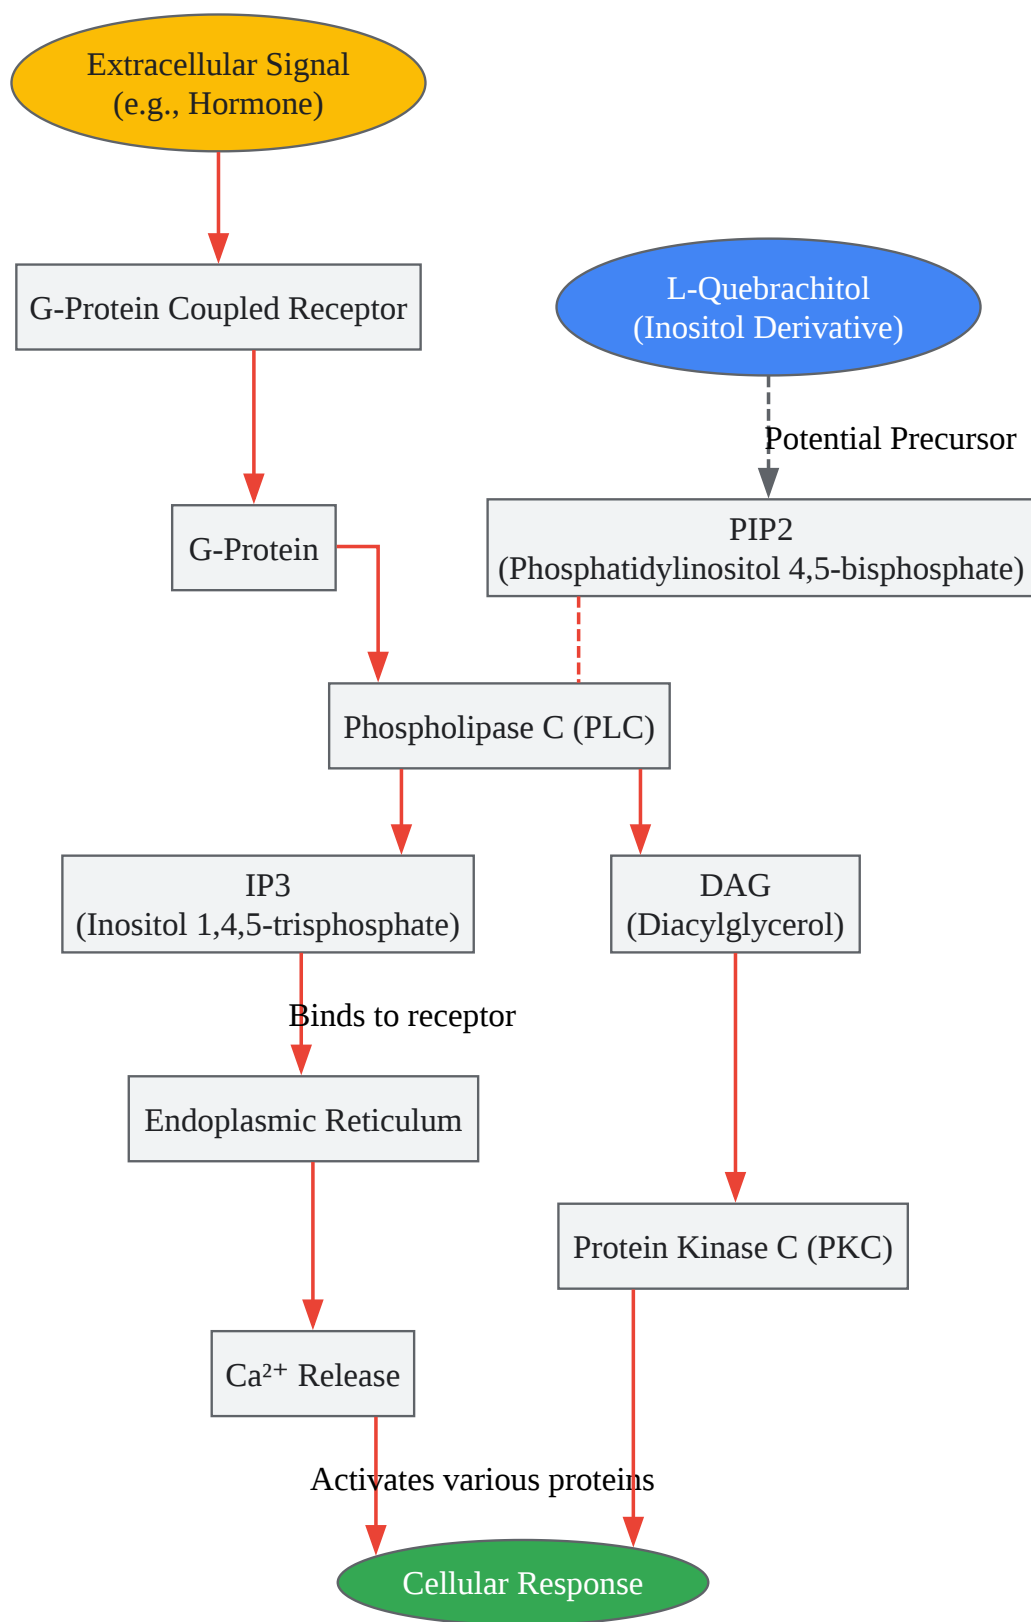 Extracellular Signal
(e.g., Hormone)
G-Protein Coupled Receptor
L-Quebrachitol
(Inositol Derivative)
Potential Precursor
G-Protein
PIP2
(Phosphatidylinositol 4,5-bisphosphate)
Phospholipase C (PLC)
IP3
(Inositol 1,4,5-trisphosphate)
DAG
(Diacylglycerol)
Binds to receptor
Endoplasmic Reticulum
Protein Kinase C (PKC)
Ca²⁺ Release
Activates various proteins
Cellular Response